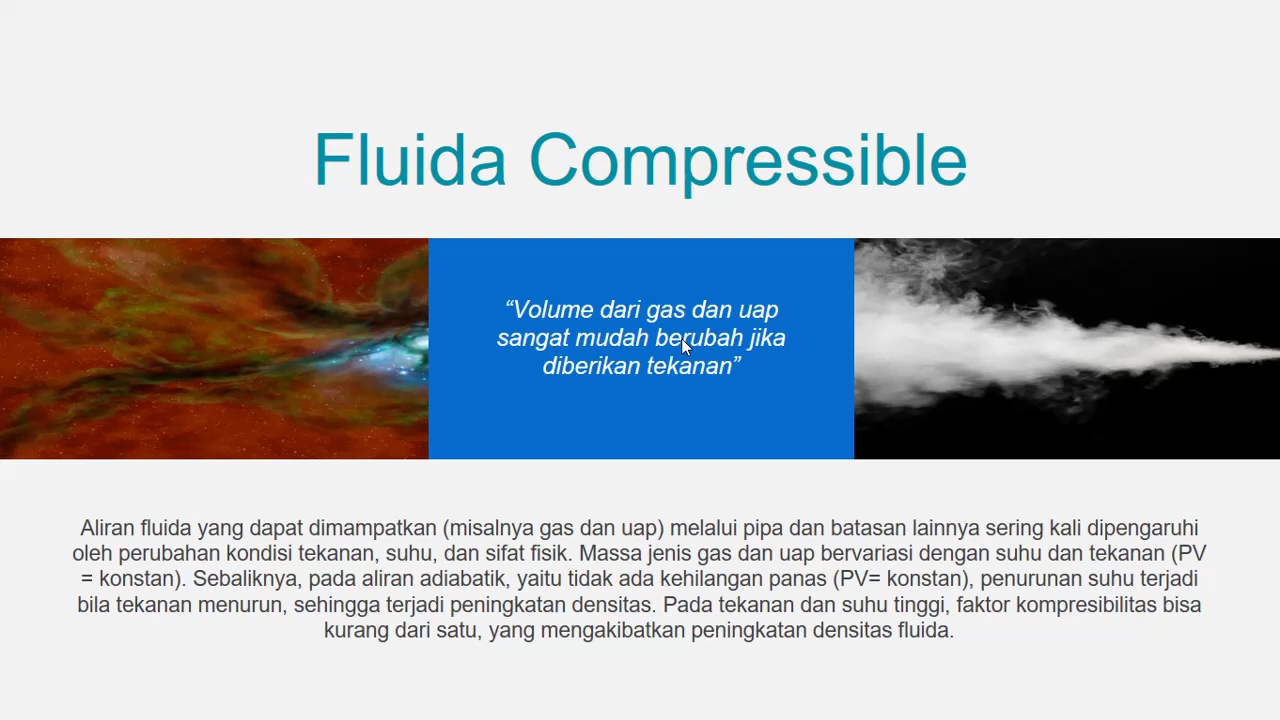 Fluida Compressible
“Volume dari gas dan uap
sangat mudah berubah jika
diberikan tekanan”
Aliran fluida yang dapat dimampatkan (misalnya gas dan uap) melalui pipa dan batasan lainnya sering kali dipengaruhi
oleh perubahan kondisi tekanan, suhu, dan sifat fisik. Massa jenis gas dan uap bervariasi dengan suhu dan tekanan (PV
= konstan). Sebaliknya, pada aliran adiabatik, yaitu tidak ada kehilangan panas (PV= konstan), penurunan suhu terjadi
bila tekanan menurun, sehingga terjadi peningkatan densitas. Pada tekanan dan suhu tinggi, faktor kompresibilitas bisa
kurang dari satu, yang mengakibatkan peningkatan densitas fluida.